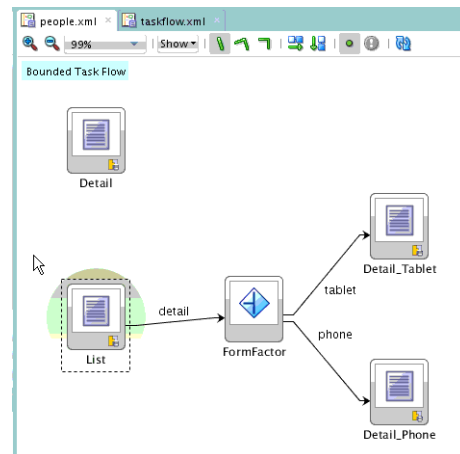 people.xml taskflow.xml
99% Show
Bounded Task Flow
Detail
Detail_Tablet
tablet
detail
phone
FormFactor
List
Detail_Phone